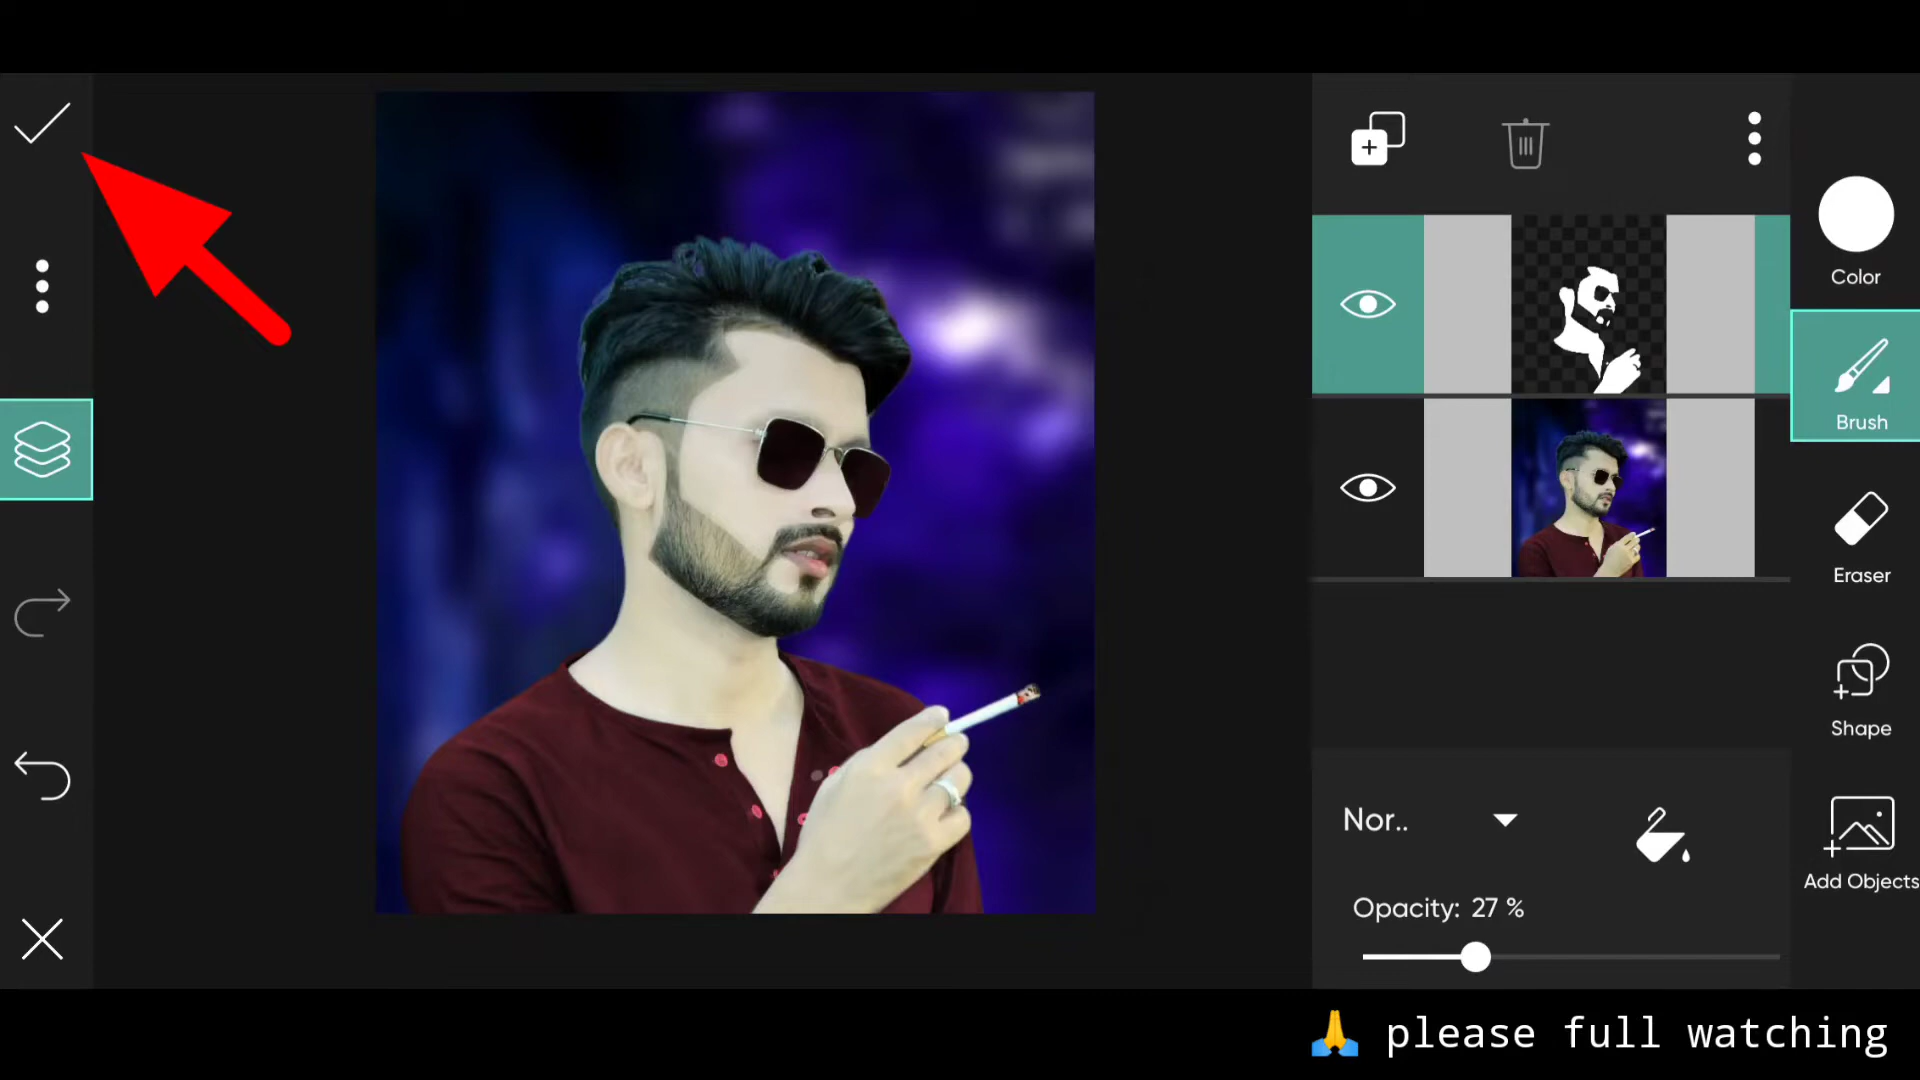 Color
Brush
Eraser
Shape
Add Objects
Nor..
Opacity: 27 %
🙏 please full watching